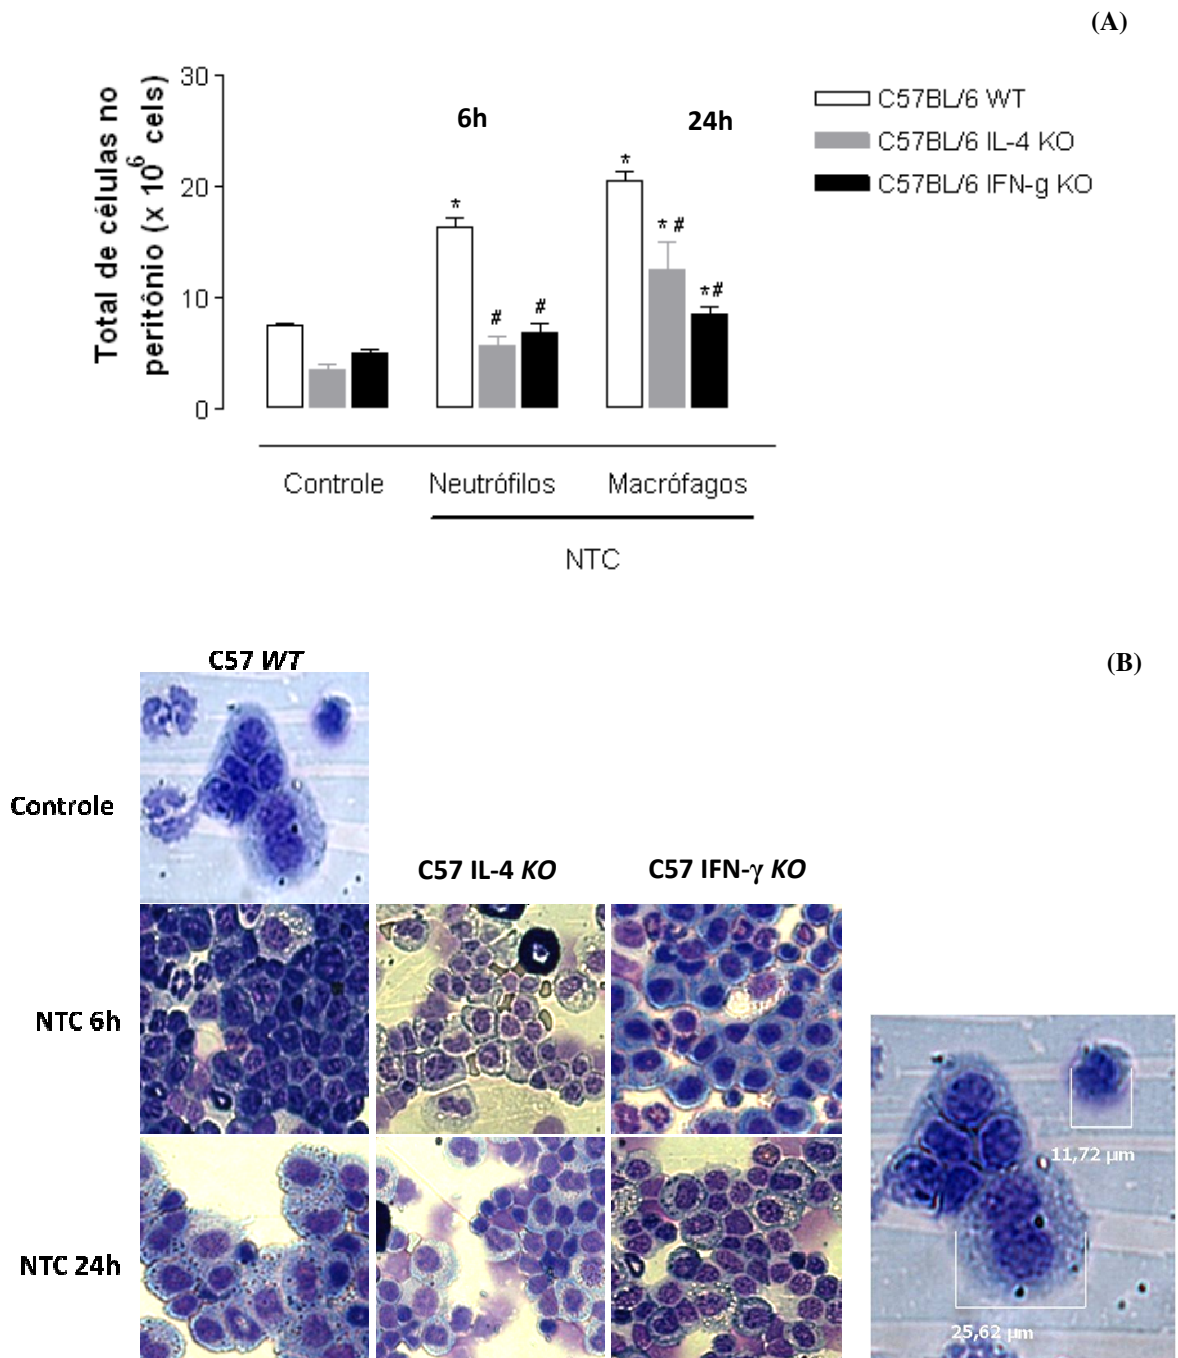 (A)
Total de células no
peritônio (x 10^6 cels)
30
20
10
0
6h
24h
*
#
#
*
* #
*#
C57BL/6 WT
C57BL/6 IL-4 KO
C57BL/6 IFN-g KO
Controle
Neutrófilos
Macrófagos
NTC
(B)
C57 WT
Controle
C57 IL-4 KO
C57 IFN-γ KO
NTC 6h
NTC 24h
11,72 µm
25,62 µm